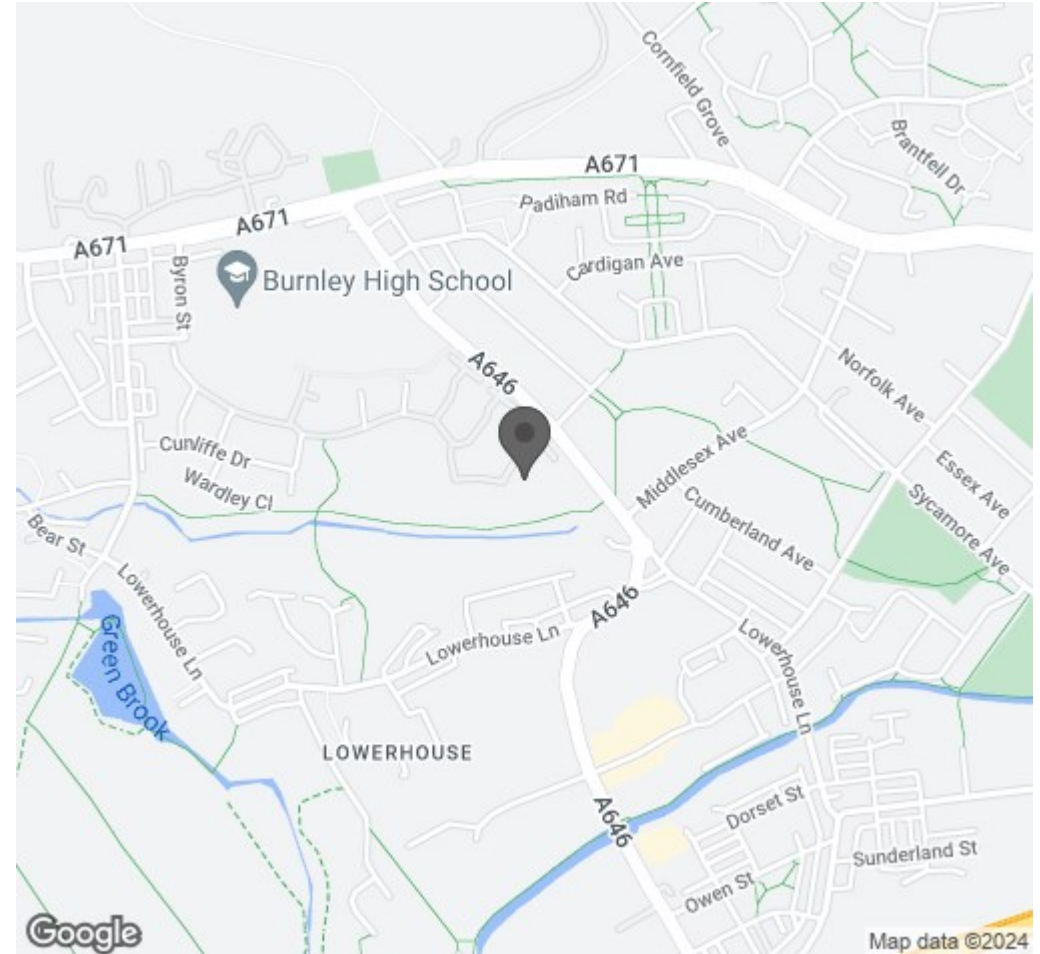 Cornfield Grove
Brantfell Dr
A671
Padiham Rd
A671
A671
Byron St
Cardigan Ave
Burnley High School
A646
Norfolk Ave
Middlesex Ave
Essex Ave
Cunliffe Dr
Wardley Cl
Sycamore Ave
Cumberland Ave
Bear St
Lowerhouse Ln
A646
Green Brook
Lowerhouse Ln
Lowerhouse Ln
LOWERHOUSE
A646
Dorset St
Sunderland St
Owen St
Google
Map data ©2024